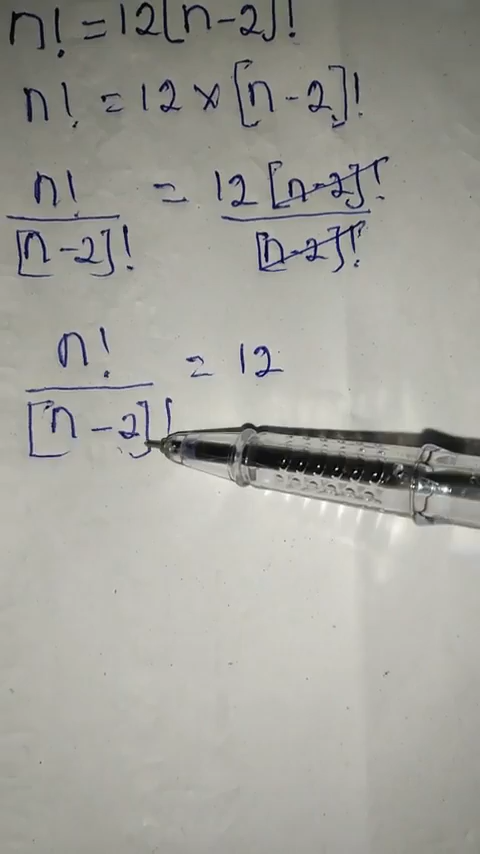 n! = 12[n-2]!
n! = 12 × [n-2]!
n! / [n-2]! = 12[n-2]! / [n-2]!
n! / [n-2]! = 12